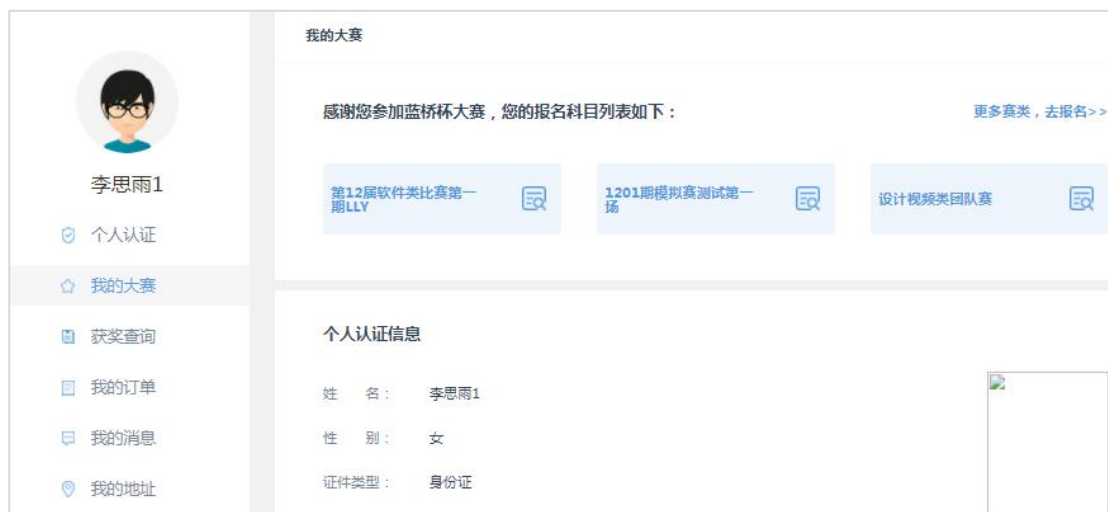 我的大赛
感谢您参加蓝桥杯大赛，您的报名科目列表如下：
更多赛类，去报名>>
第12届软件类比赛第一
期LLY
1201期模拟赛测试第一
场
设计视频类团队赛
李思雨1
个人认证
我的大赛
获奖查询
我的订单
我的消息
我的地址
个人认证信息
姓 名： 李思雨1
性 别： 女
证件类型： 身份证